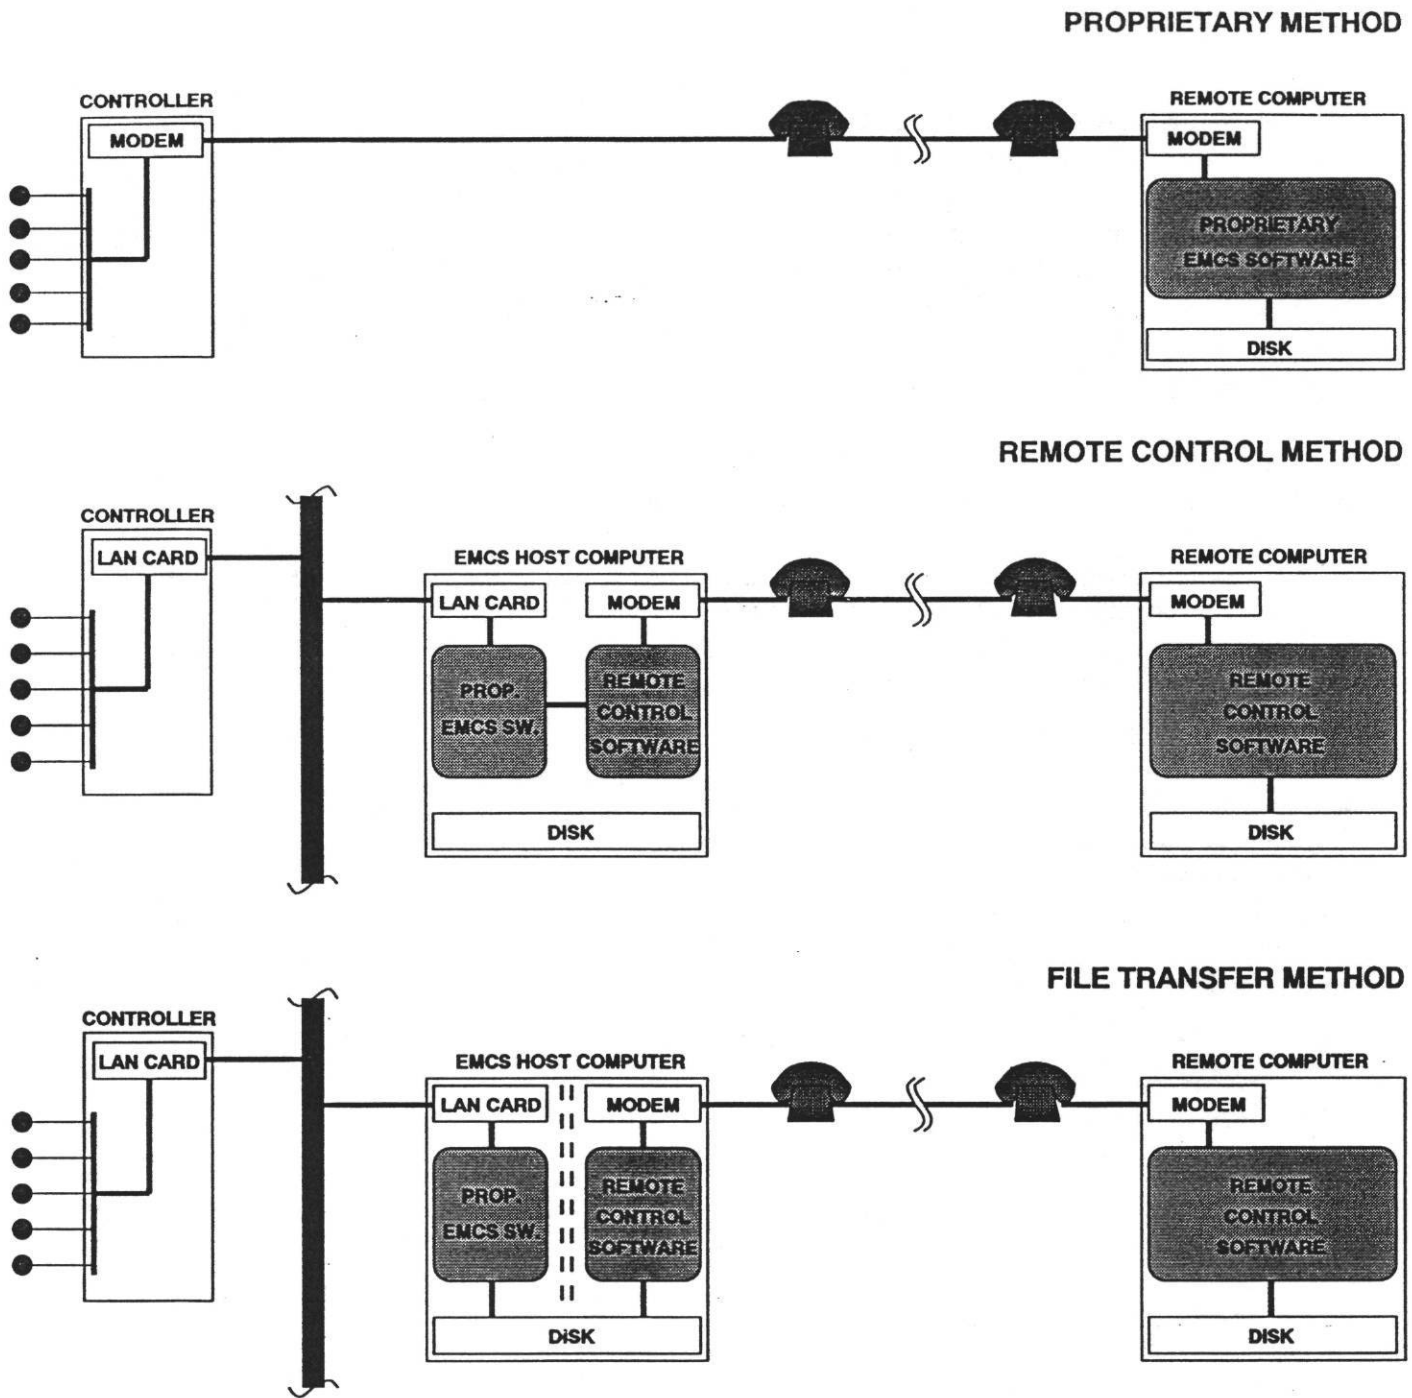 PROPRIETARY METHOD
CONTROLLER
MODEM
REMOTE COMPUTER
MODEM
PROPRIETARY
EMCS SOFTWARE
DISK
REMOTE CONTROL METHOD
CONTROLLER
LAN CARD
EMCS HOST COMPUTER
LAN CARD
MODEM
PROP.
EMCS SW.
REMOTE
CONTROL
SOFTWARE
DISK
REMOTE COMPUTER
MODEM
REMOTE
CONTROL
SOFTWARE
DISK
FILE TRANSFER METHOD
CONTROLLER
LAN CARD
EMCS HOST COMPUTER
LAN CARD
MODEM
PROP.
EMCS SW.
REMOTE
CONTROL
SOFTWARE
DISK
REMOTE COMPUTER
MODEM
REMOTE
CONTROL
SOFTWARE
DISK